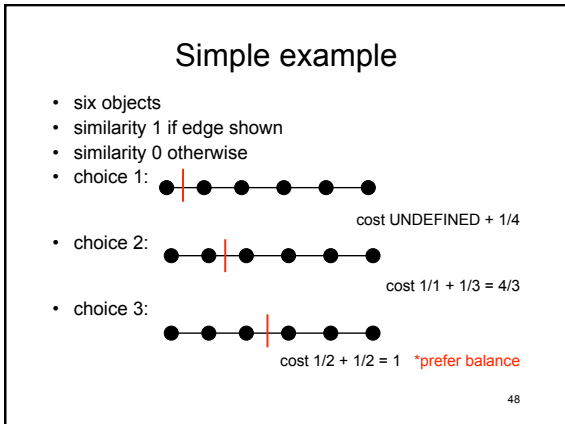 Simple example
• six objects
• similarity 1 if edge shown
• similarity 0 otherwise
• choice 1:
cost UNDEFINED + 1/4
• choice 2:
cost 1/1 + 1/3 = 4/3
• choice 3:
cost 1/2 + 1/2 = 1 *prefer balance
48